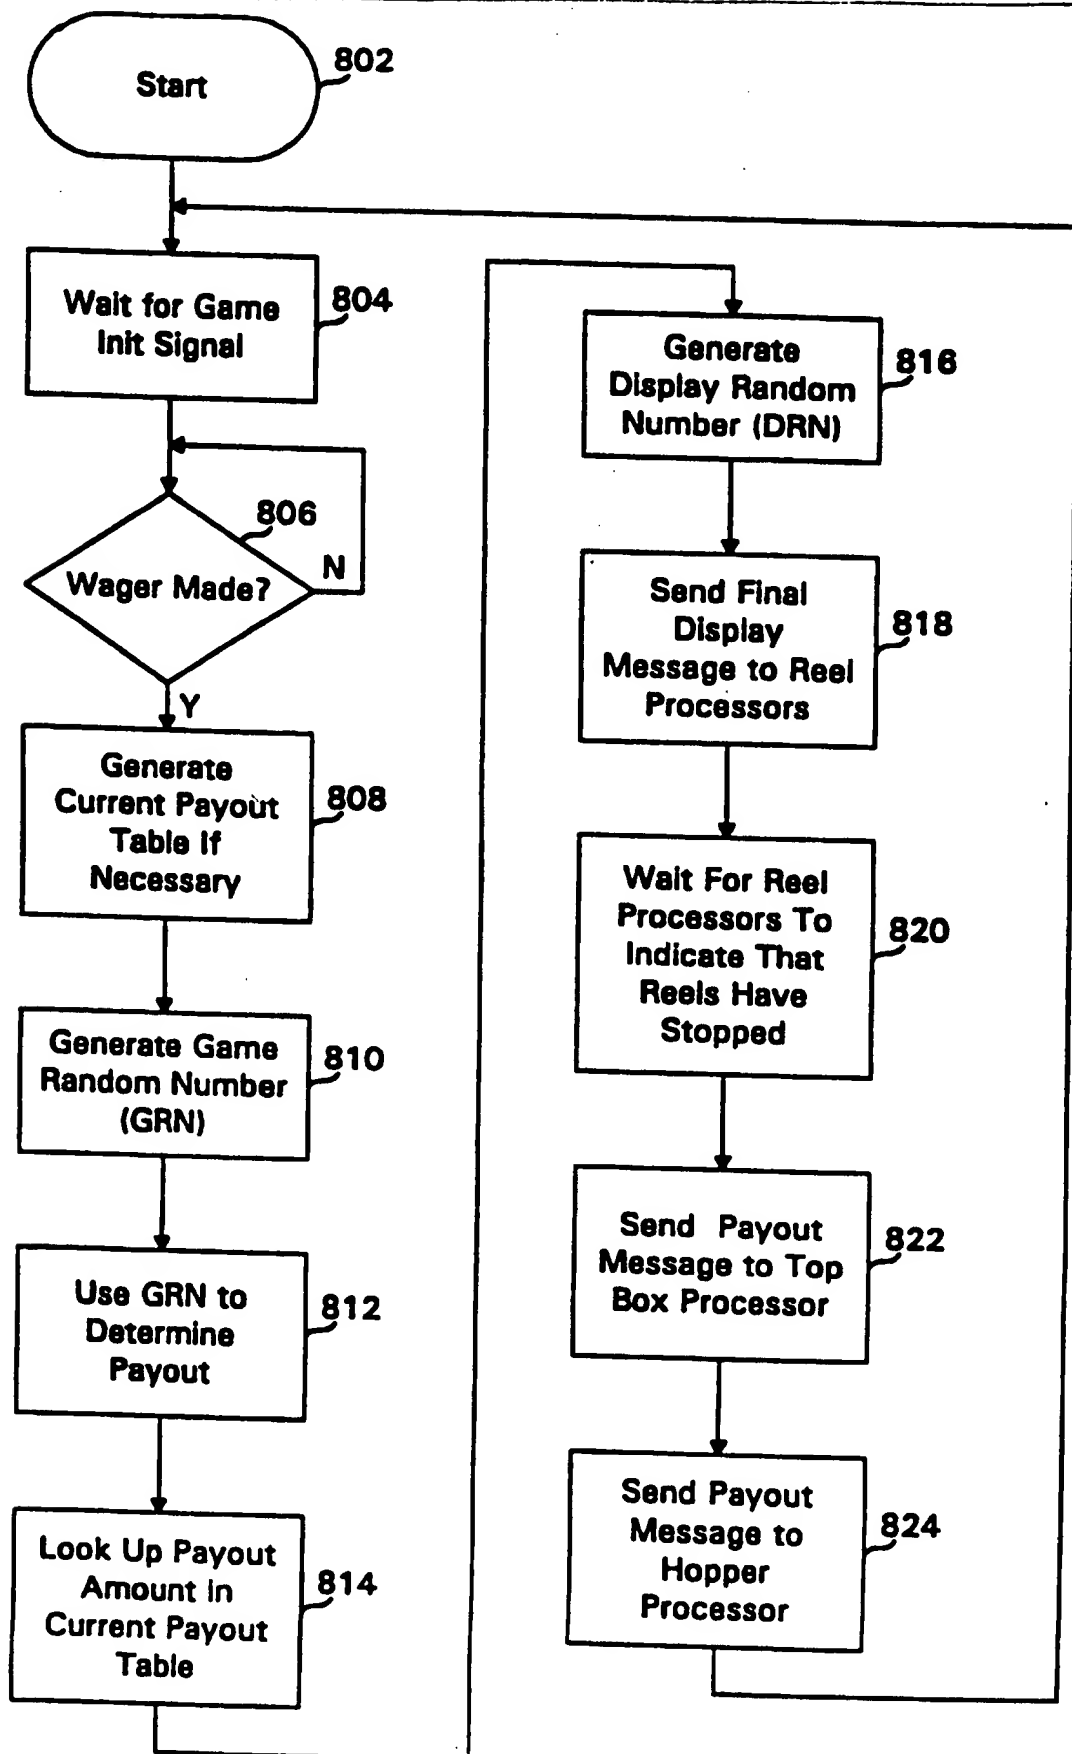 Start
802
Wait for Game
Init Signal
804
806
Wager Made?
N
Y
Generate
Current Payout
Table if
Necessary
808
Generate Game
Random Number
(GRN)
810
Use GRN to
Determine
Payout
812
Look Up Payout
Amount in
Current Payout
Table
814
Generate
Display Random
Number (DRN)
816
Send Final
Display
Message to Reel
Processors
818
Wait For Reel
Processors To
Indicate That
Reels Have
Stopped
820
Send Payout
Message to Top
Box Processor
822
Send Payout
Message to
Hopper
Processor
824